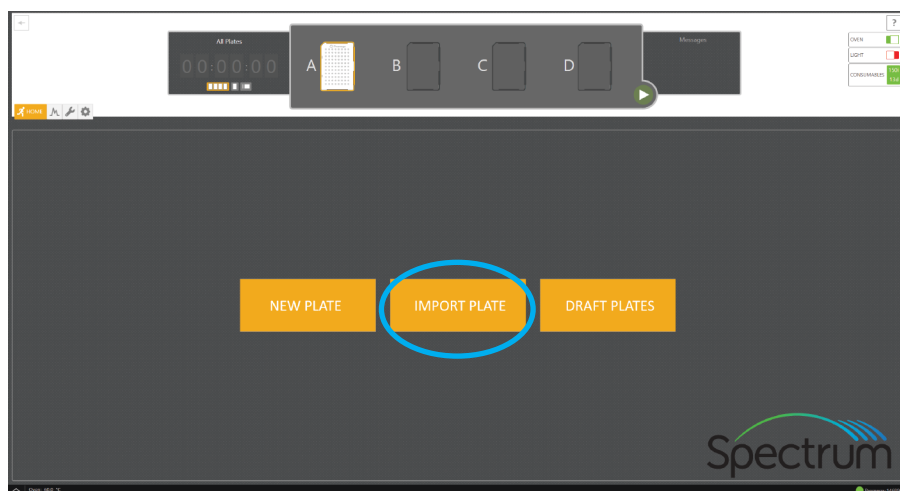 ?
All Plates
00:00:00
A
B
C
D
Messages
OVEN
LIGHT
CONSUMABLES
HOME
NEW PLATE
IMPORT PLATE
DRAFT PLATES
Spectrum